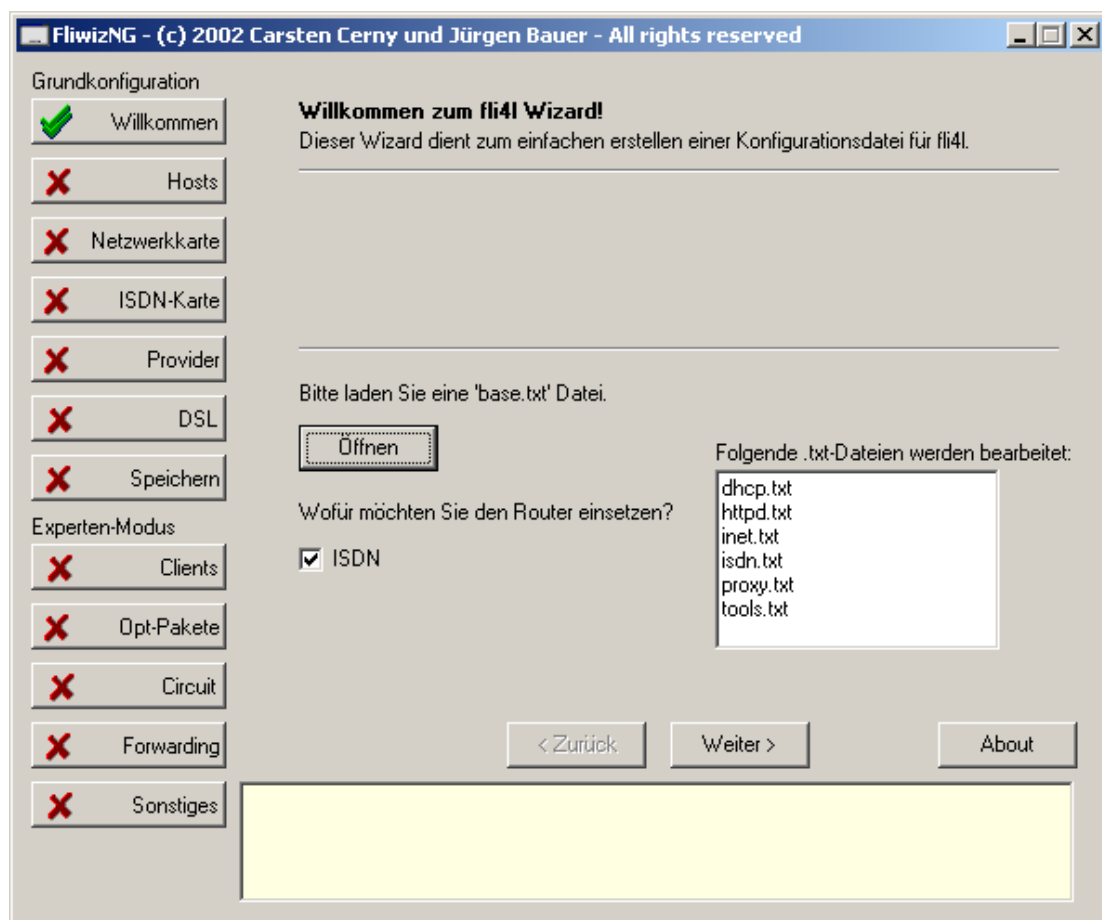 FliwizNG - (c) 2002 Carsten Cerny und Jürgen Bauer - All rights reserved
Grundkonfiguration
Willkommen
Hosts
Netzwerkkarte
ISDN-Karte
Provider
DSL
Speichern
Experten-Modus
Clients
Opt-Pakete
Circuit
Forwarding
Sonstiges
Willkommen zum fli4l Wizard!
Dieser Wizard dient zum einfachen erstellen einer Konfigurationsdatei für fli4l.
Bitte laden Sie eine 'base.txt' Datei.
Öffnen
Wofür möchten Sie den Router einsetzen?
ISDN
Folgende .txt-Dateien werden bearbeitet:
dhcp.txt
httpd.txt
inet.txt
isdn.txt
proxy.txt
tools.txt
< Zurück
Weiter >
About